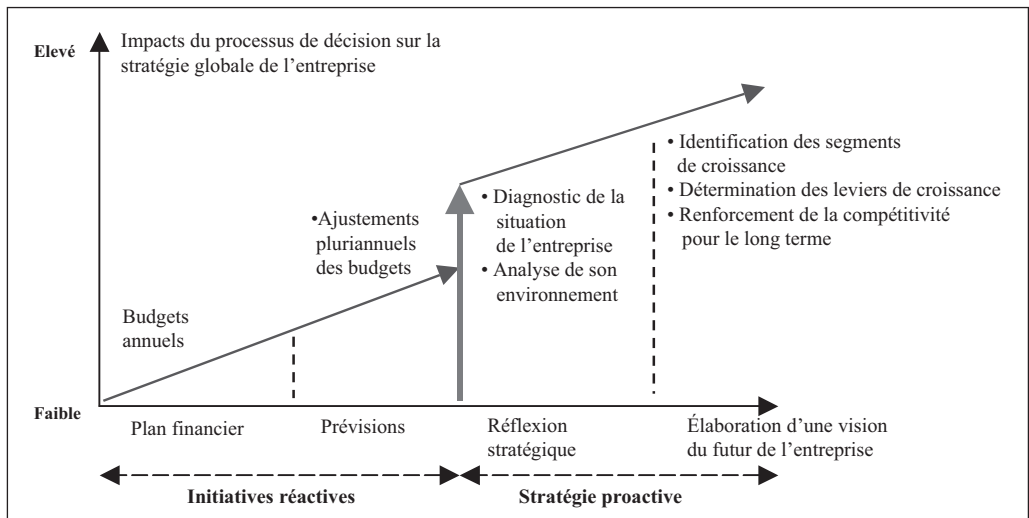 Elevé
Impacts du processus de décision sur la
stratégie globale de l’entreprise
• Identification des segments
de croissance
• Détermination des leviers de croissance
• Renforcement de la compétitivité
pour le long terme
• Diagnostic de la
situation
de l’entreprise
• Analyse de son
environnement
•Ajustements
pluriannuels
des budgets
Budgets
annuels
Faible
Plan financier
Prévisions
Réflexion
stratégique
Élaboration d’une vision
du futur de l’entreprise
Initiatives réactives
Stratégie proactive